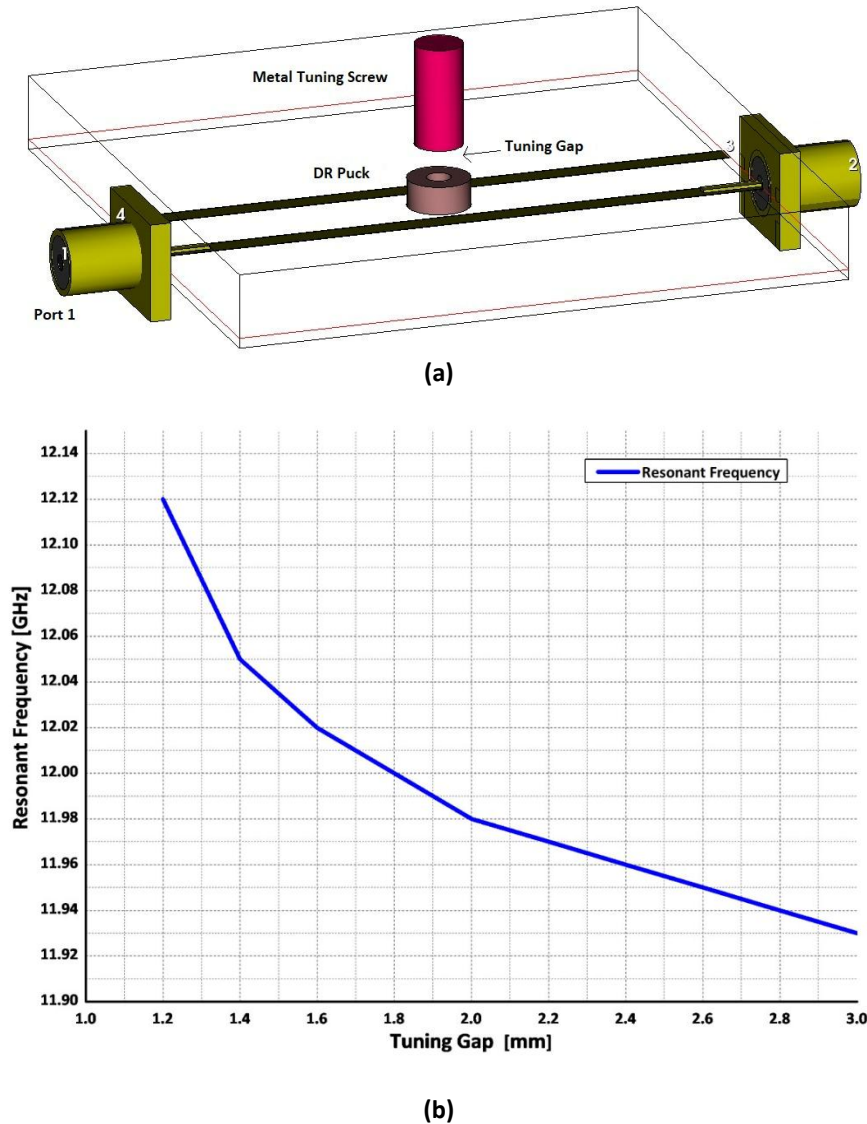 Metal Tuning Screw
Tuning Gap
DR Puck
3
2
4
1
Port 1
(a)
12.14
12.12
12.10
12.08
12.06
12.04
12.02
12.00
11.98
11.96
11.94
11.92
11.90
Resonant Frequency [GHz]
Resonant Frequency
1.0 1.2 1.4 1.6 1.8 2.0 2.2 2.4 2.6 2.8 3.0
Tuning Gap [mm]
(b)